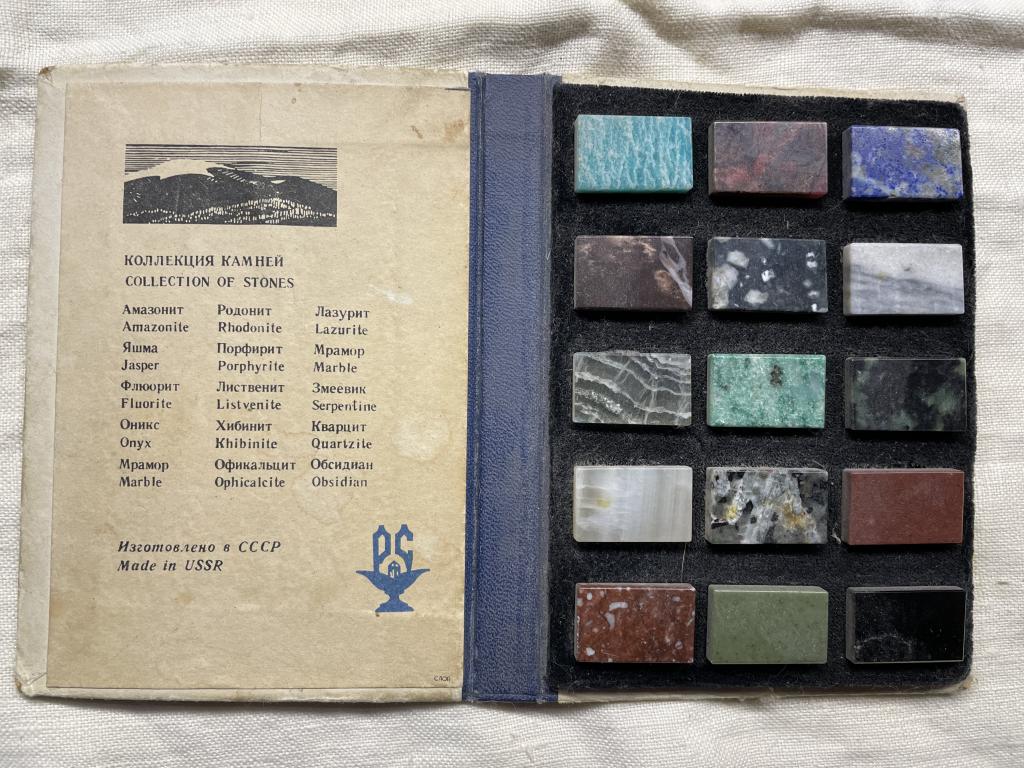 КОЛЛЕКЦИЯ КАМНЕЙ
COLLECTION OF STONES
Амазонит Родонит Лазурит
Amazonite Rhodonite Lazurite
Яшма Порфирит Мрамор
Jasper Porphyrite Marble
Флюорит Лиственит Змеевик
Fluorite Listvenite Serpentine
Оникс Хибинит Кварцит
Onyx Khibinite Quartzite
Мрамор Офикальцит Обсидиан
Marble Ophicalcite Obsidian
Изготовлено в СССР
Made in USSR
РС